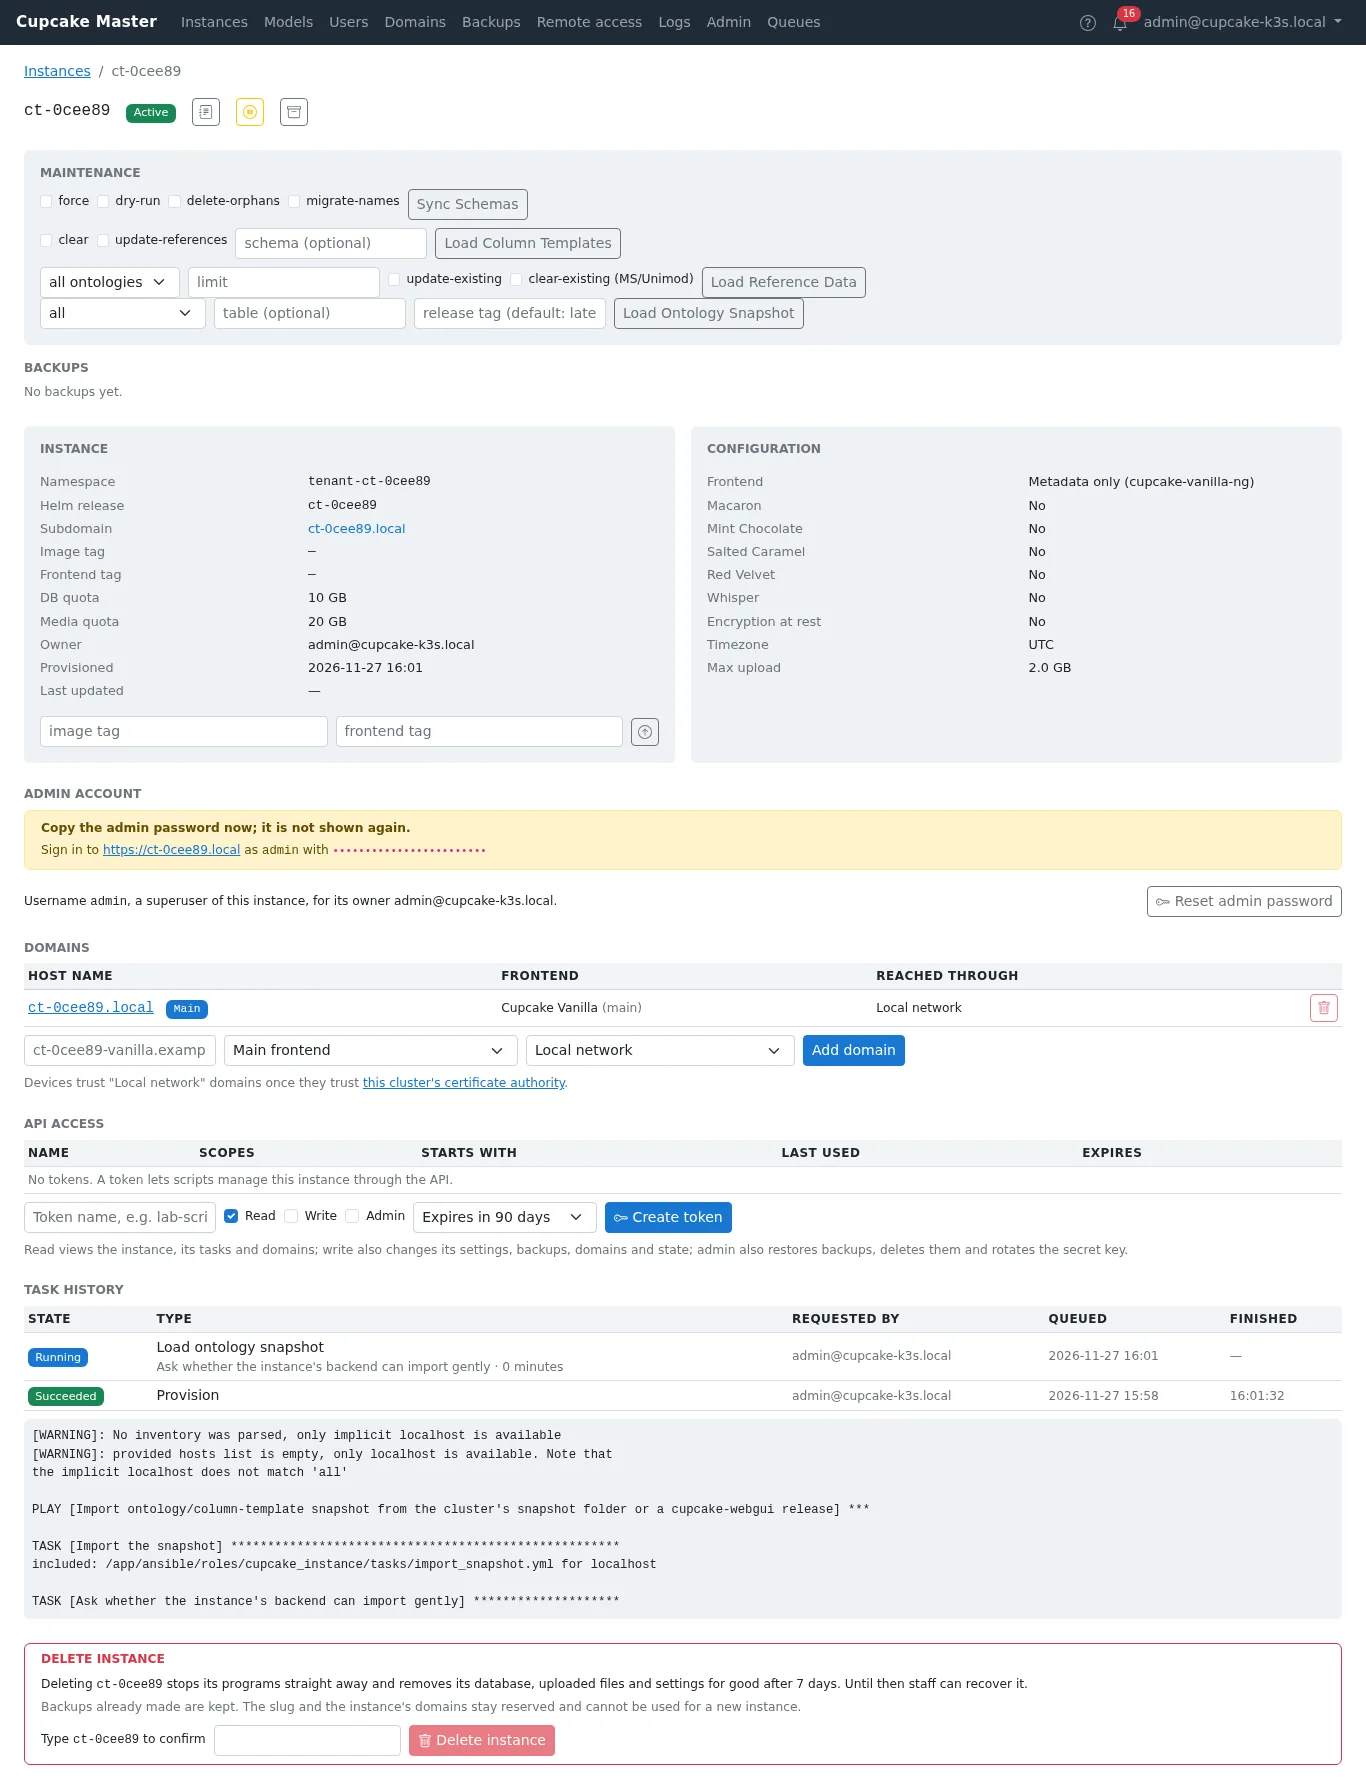 Cupcake Master Instances Models Users Domains Backups Remote access Logs Admin Queues 16 admin@cupcake-k3s.local
Instances / ct-0cee89
ct-0cee89 Active
MAINTENANCE
force dry-run delete-orphans migrate-names Sync Schemas
clear update-references schema (optional) Load Column Templates
all ontologies limit update-existing clear-existing (MS/Unimod) Load Reference Data
all table (optional) release tag (default: late Load Ontology Snapshot
BACKUPS
No backups yet.
INSTANCE
Namespace tenant-ct-0cee89
Helm release ct-0cee89
Subdomain ct-0cee89.local
Image tag —
Frontend tag —
DB quota 10 GB
Media quota 20 GB
Owner admin@cupcake-k3s.local
Provisioned 2026-11-27 16:01
Last updated —
image tag frontend tag
CONFIGURATION
Frontend Metadata only (cupcake-vanilla-ng)
Macaron No
Mint Chocolate No
Salted Caramel No
Red Velvet No
Whisper No
Encryption at rest No
Timezone UTC
Max upload 2.0 GB
ADMIN ACCOUNT
Copy the admin password now; it is not shown again.
Sign in to https://ct-0cee89.local as admin with ••••••••••••••••••••••••
Username admin, a superuser of this instance, for its owner admin@cupcake-k3s.local. Reset admin password
DOMAINS
HOST NAME FRONTEND REACHED THROUGH
ct-0cee89.local Main Cupcake Vanilla (main) Local network
ct-0cee89-vanilla.examp Main frontend Local network Add domain
Devices trust "Local network" domains once they trust this cluster's certificate authority.
API ACCESS
NAME SCOPES STARTS WITH LAST USED EXPIRES
No tokens. A token lets scripts manage this instance through the API.
Token name, e.g. lab-scri Read Write Admin Expires in 90 days Create token
Read views the instance, its tasks and domains; write also changes its settings, backups, domains and state; admin also restores backups, deletes them and rotates the secret key.
TASK HISTORY
STATE TYPE REQUESTED BY QUEUED FINISHED
Running Load ontology snapshot admin@cupcake-k3s.local 2026-11-27 16:01 —
Ask whether the instance's backend can import gently · 0 minutes
Succeeded Provision admin@cupcake-k3s.local 2026-11-27 15:58 16:01:32
[WARNING]: No inventory was parsed, only implicit localhost is available
[WARNING]: provided hosts list is empty, only localhost is available. Note that
the implicit localhost does not match 'all'
PLAY [Import ontology/column-template snapshot from the cluster's snapshot folder or a cupcake-webgui release] ***
TASK [Import the snapshot] *****************************************************
included: /app/ansible/roles/cupcake_instance/tasks/import_snapshot.yml for localhost
TASK [Ask whether the instance's backend can import gently] ********************
DELETE INSTANCE
Deleting ct-0cee89 stops its programs straight away and removes its database, uploaded files and settings for good after 7 days. Until then staff can recover it.
Backups already made are kept. The slug and the instance's domains stay reserved and cannot be used for a new instance.
Type ct-0cee89 to confirm Delete instance